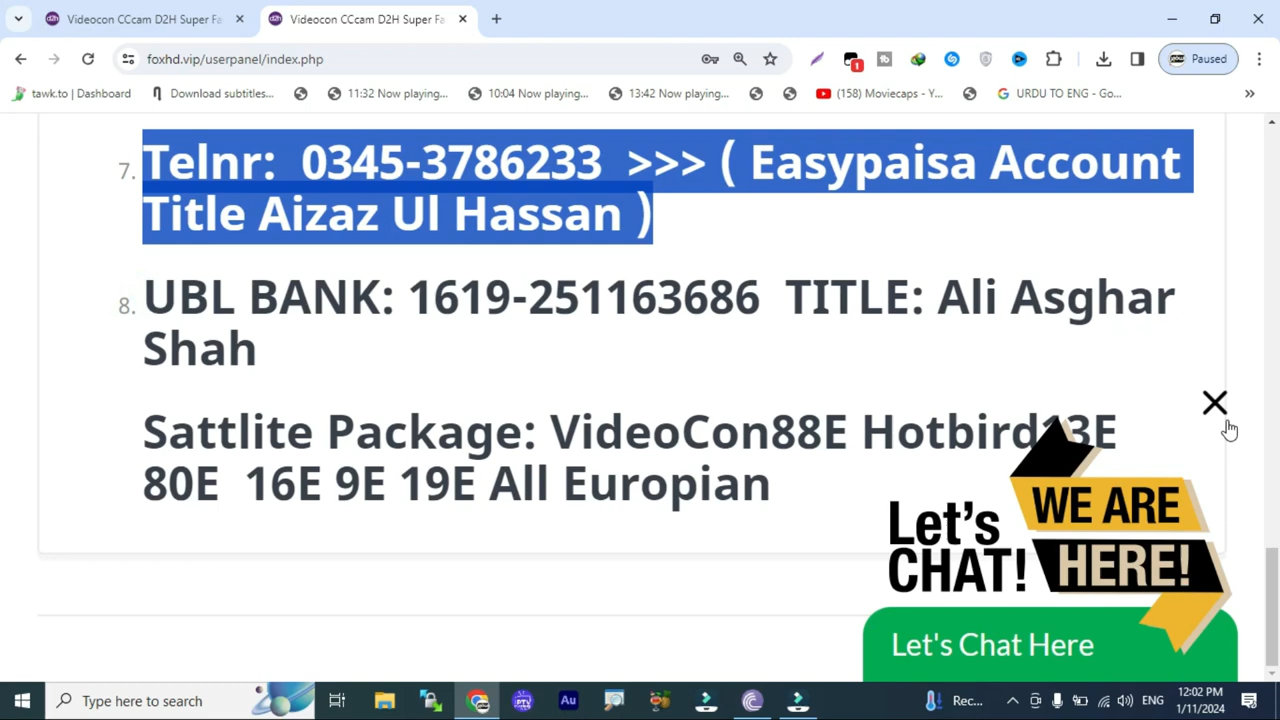 Videocon CCcam D2H Super Fa
Videocon CCcam D2H Super Fa
foxhd.vip/userpanel/index.php
1
Paused
tawk.to | Dashboard
Download subtitles...
11:32 Now playing...
10:04 Now playing...
13:42 Now playing...
(158) Moviecaps - Y...
URDU TO ENG - Go...
7. Telnr: 0345-3786233 >>> ( Easypaisa Account
Title Aizaz Ul Hassan )
8. UBL BANK: 1619-251163686 TITLE: Ali Asghar
Shah
Sattlite Package: VideoCon88E Hotbird13E
80E 16E 9E 19E All Europian
Let's
CHAT!
WE ARE
HERE!
Let's Chat Here
Type here to search
PTV
Au
Rec...
ENG
12:02 PM
1/11/2024